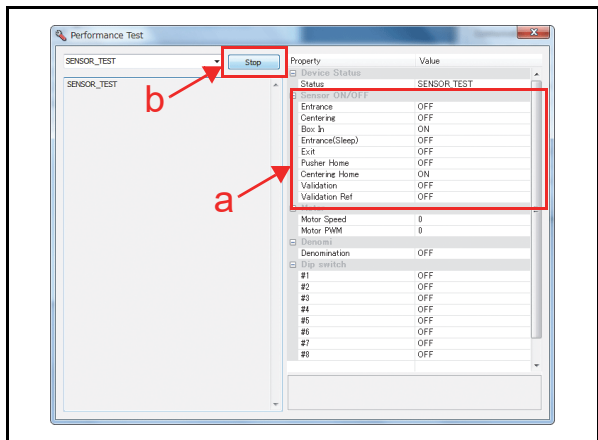 Performance Test
SENSOR_TEST
Stop
SENSOR_TEST
b
a
Property Value
Device Status
Status SENSOR_TEST
Sensor ON/OFF
Entrance OFF
Centering OFF
Box In ON
Entrance(Sleep) OFF
Exit OFF
Pusher Home OFF
Centering Home ON
Validation OFF
Validation Ref OFF
Motor Speed 0
Motor PWM 0
Denomi
Denomination OFF
Dip switch
#1 OFF
#2 OFF
#3 OFF
#4 OFF
#5 OFF
#6 OFF
#7 OFF
#8 OFF